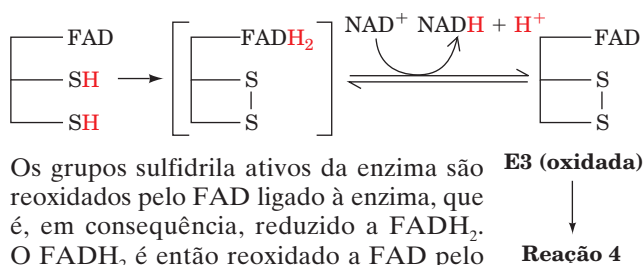 FAD FADH₂ NAD⁺ NADH + H⁺ FAD
SH S S
SH S S
E3 (oxidada)
Reação 4
Os grupos sulfidrila ativos da enzima são
reoxidados pelo FAD ligado à enzima, que
é, em consequência, reduzido a FADH₂.
O FADH₂ é então reoxidado a FAD pelo